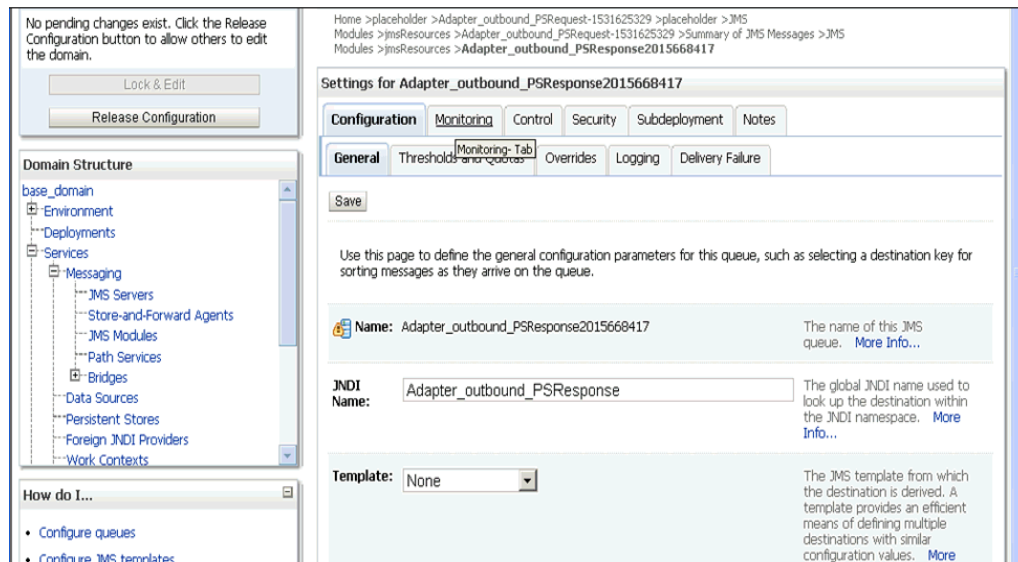 No pending changes exist. Click the Release
Configuration button to allow others to edit
the domain.
Lock & Edit
Release Configuration
Domain Structure
base_domain
Environment
Deployments
Services
Messaging
JMS Servers
Store-and-Forward Agents
JMS Modules
Path Services
Bridges
Data Sources
Persistent Stores
Foreign JNDI Providers
Work Contexts
How do I...
Configure queues
Configure JMS templates
Home >placeholder >Adapter_outbound_PSRequest-1531625329 >placeholder >JMS
Modules >jmsResources >Adapter_outbound_PSRequest-1531625329 >Summary of JMS Messages >JMS
Modules >jmsResources >Adapter_outbound_PSResponse2015668417
Settings for Adapter_outbound_PSResponse2015668417
Configuration Monitoring Control Security Subdeployment Notes
Monitoring- Tab
General Thresholds and Quotas Overrides Logging Delivery Failure
Save
Use this page to define the general configuration parameters for this queue, such as selecting a destination key for
sorting messages as they arrive on the queue.
Name: Adapter_outbound_PSResponse2015668417
The name of this JMS
queue. More Info...
JNDI
Name:
Adapter_outbound_PSResponse
The global JNDI name used to
look up the destination within
the JNDI namespace. More
Info...
Template: None
The JMS template from which
the destination is derived. A
template provides an efficient
means of defining multiple
destinations with similar
configuration values. More